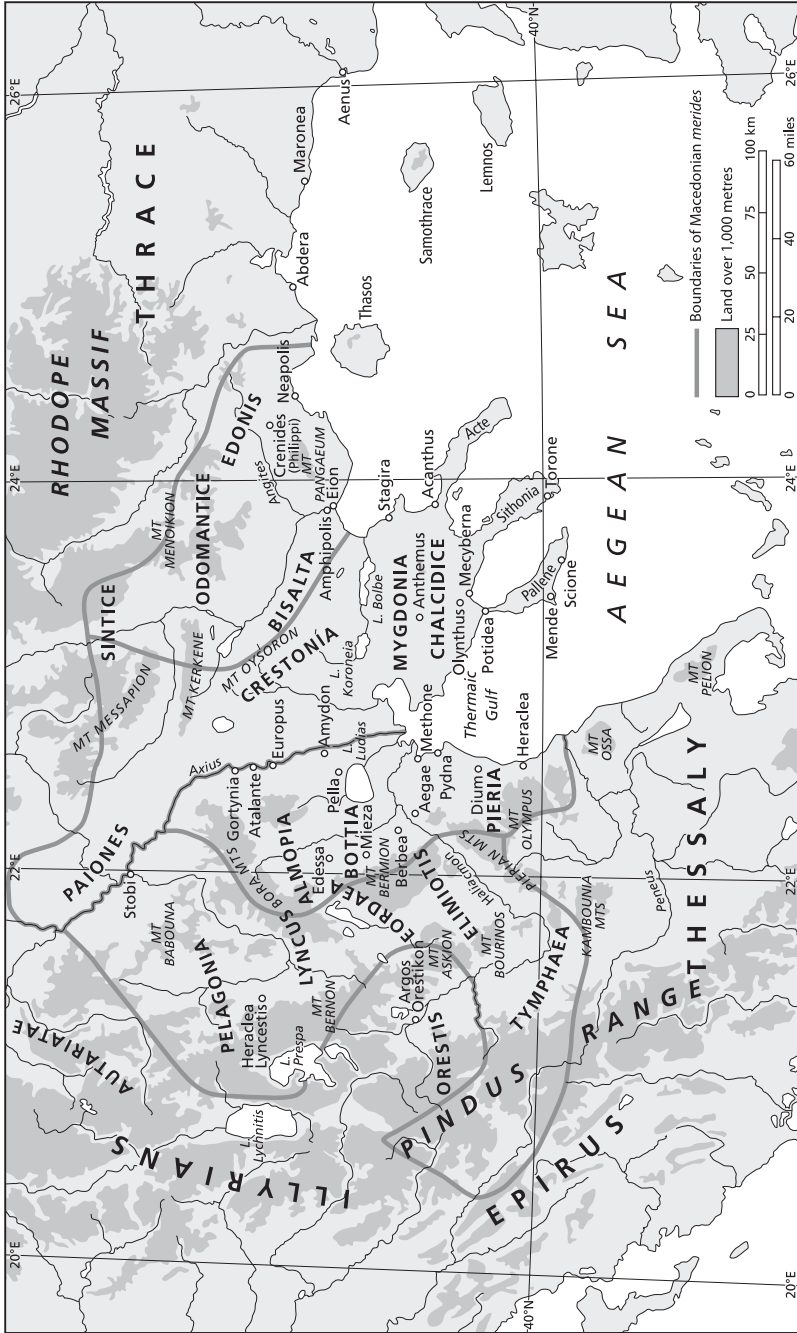 20°E
22°E
24°E
26°E
AUTARIATAE
ILLYRIANS
PAIONES
Stobi
MT
BABOUNA
PELAGONIA
Heradea
Lyncestis
L.
Prespa
L.
Lychnitis
MT
BERNON
LYNCUS
BORA MTS
ALMOPIA
Gortynia
Atalante
Europus
Axius
Amydon
L.
Ludias
Pella
Edessa
BOTTIA
Mieza
MT
BERMION
Berbea
EORDAEA
ELIMIOTIS
Haliacmon
Argos
Orestikon
MT
ASKION
MT
BOURINOS
ORESTIS
TYMPHAEA
PINDUS RANGE
EPIRUS
KAMBOUNIA
MTS
PIERIAN MTS
Aegae
Pydna
Methone
Dium
PIERIA
MT
OLYMPUS
Heraclea
Thermaic
Gulf
Peneus
THESSALY
MT
OSSA
MT
PELION
MT MESSAPION
SINTICE
MT KERKENE
MT OYSORON
CRESTONÍA
BISALTA
L.
Koroneia
L. Bolbe
MYGDONIA
Anthemus
CHALCIDICE
Olynthus
Mecyberna
Potidea
Pallene
Mende
Scione
Sithonia
Torone
Acanthus
Acte
Stagira
Amphipolis
Eion
MT
PANGAEUM
Crenides
(Philippi)
Angites
EDONIS
Neapolis
ODOMANTICE
MT
MENOIKION
RHODOPE
MASSIF
THRACE
Abdera
Maronea
Aenus
Thasos
Samothrace
Lemnos
AEGEAN SEA
40°N
40°N
20°E
22°E
24°E
26°E
Boundaries of Macedonian merides
Land over 1,000 metres
0 25 50 75 100 km
0 20 40 60 miles